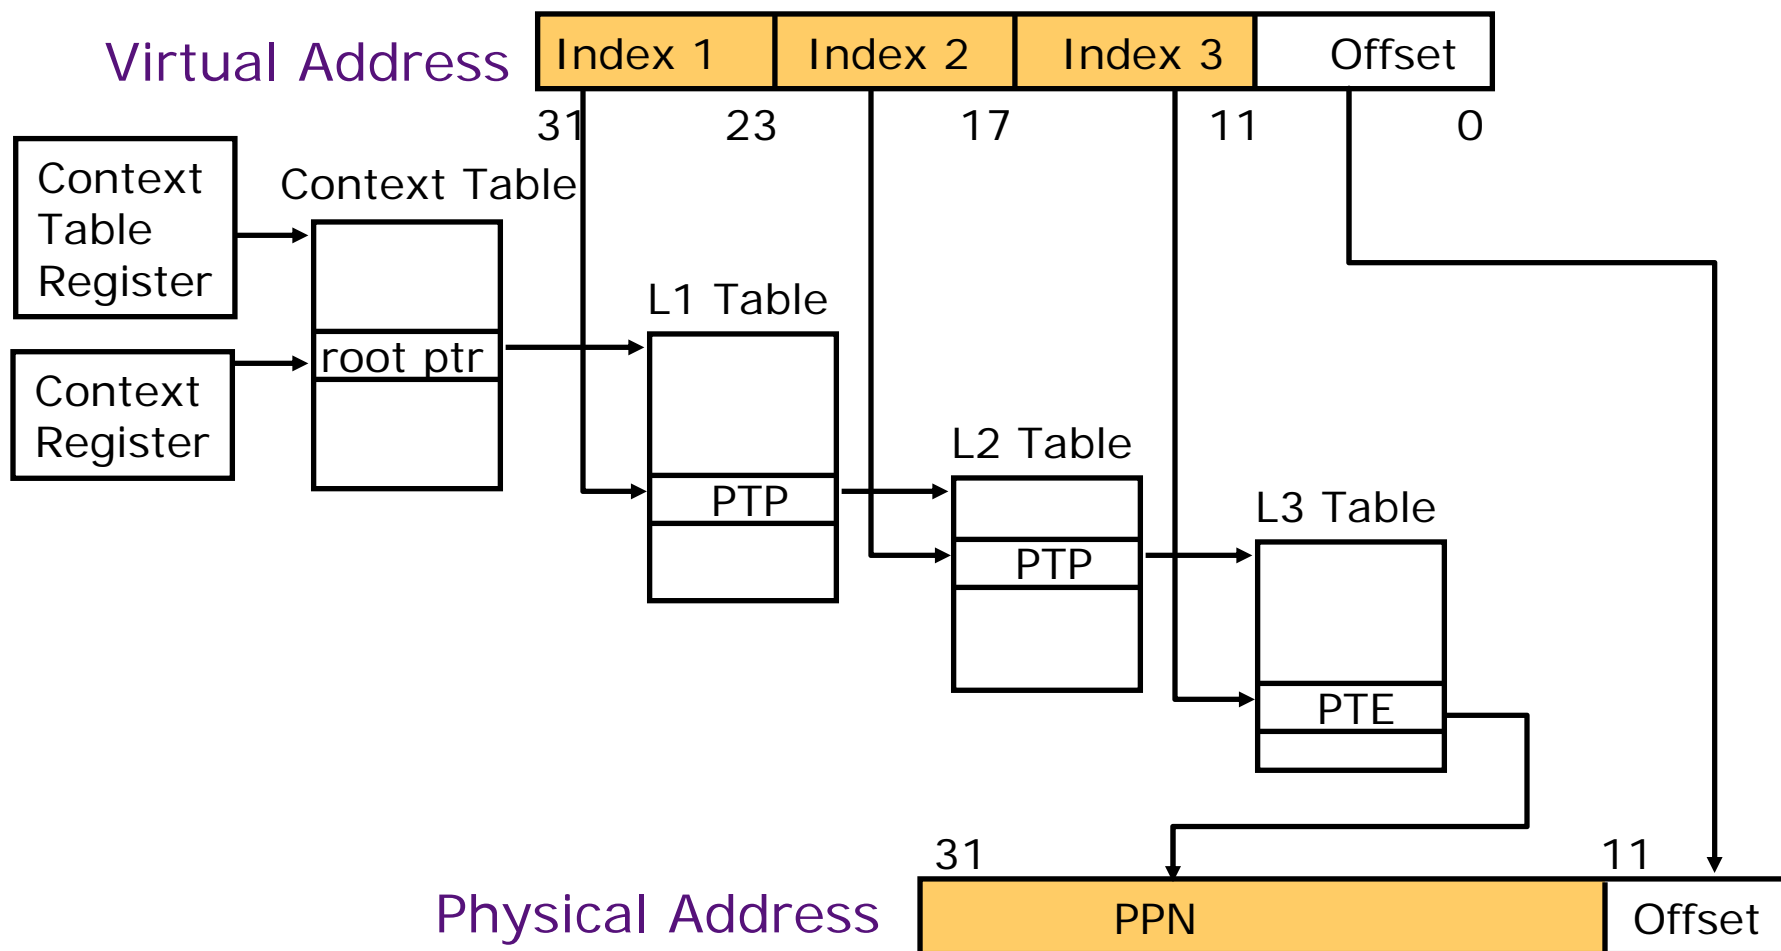 Virtual Address
Index 1
Index 2
Index 3
Offset
31
23
17
11
0
Context
Table
Register
Context Table
root ptr
Context
Register
L1 Table
PTP
L2 Table
PTP
L3 Table
PTE
31
11
Physical Address
PPN
Offset